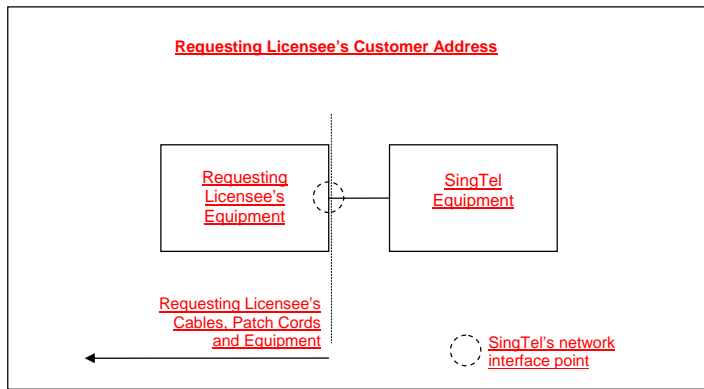 Requesting Licensee’s Customer Address
Requesting
Licensee’s
Equipment
SingTel
Equipment
Requesting Licensee’s
Cables, Patch Cords
and Equipment
SingTel’s network
interface point